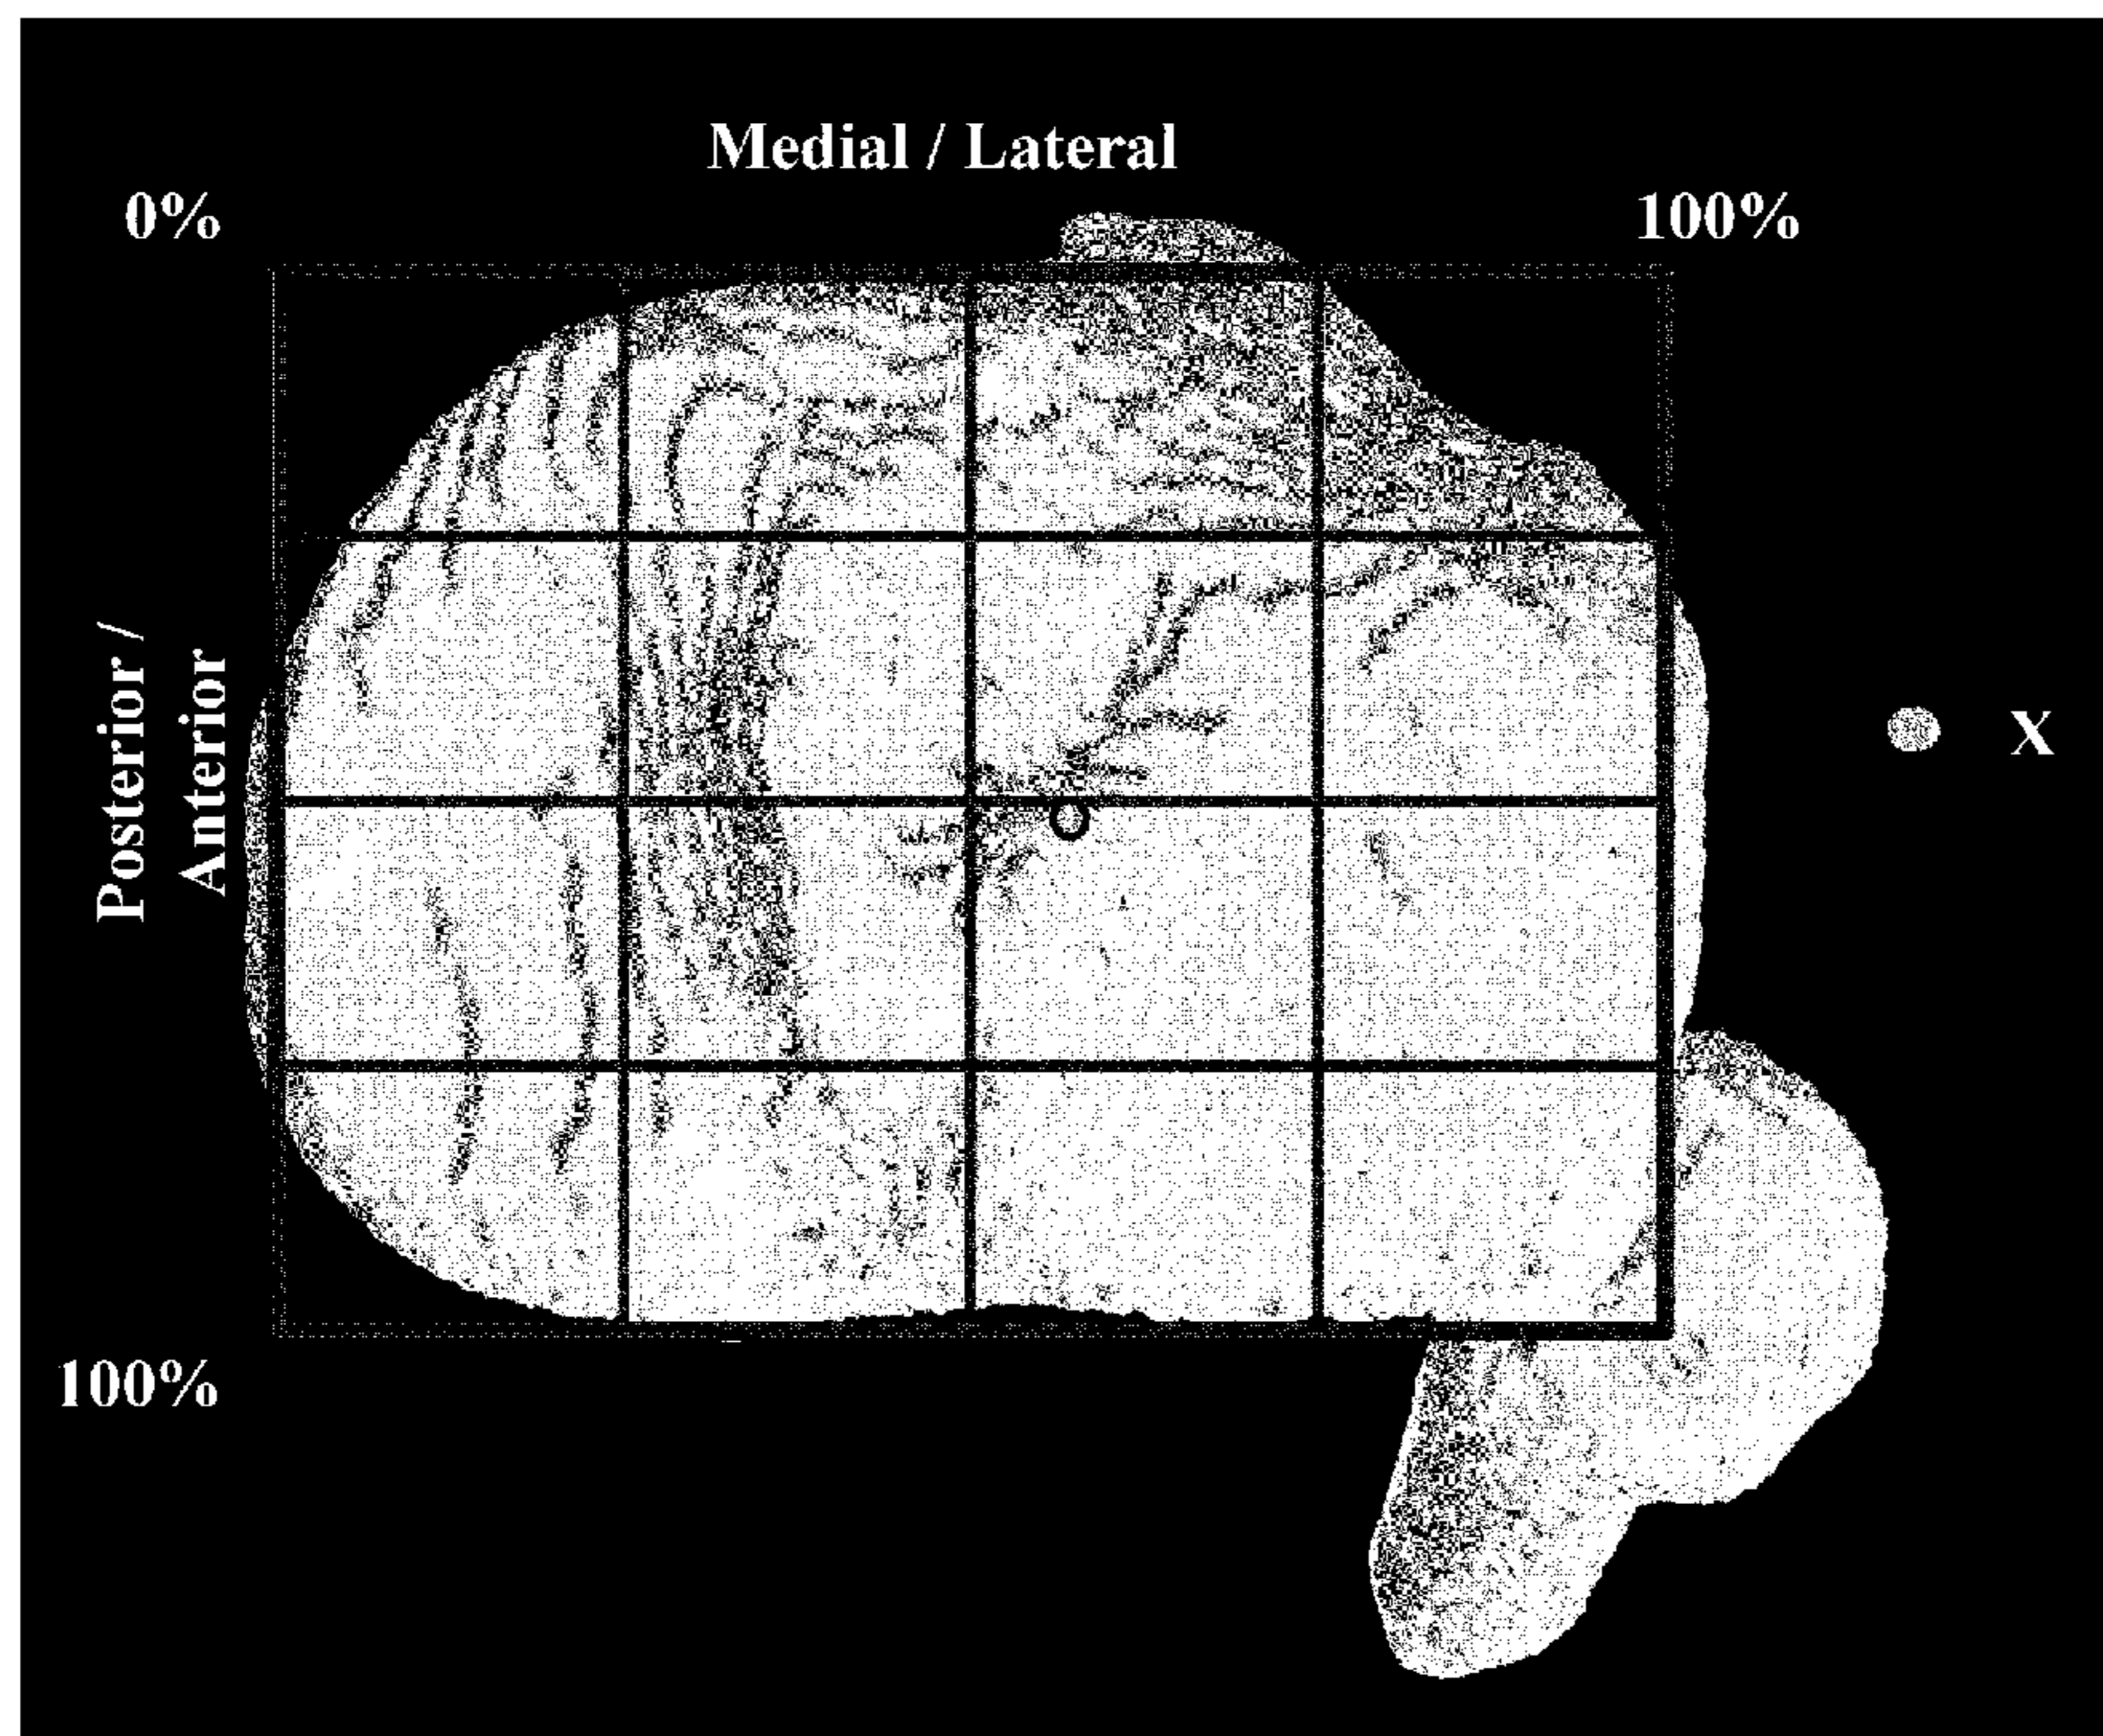 Medial / Lateral
0%
100%
Posterior /
Anterior
X
100%